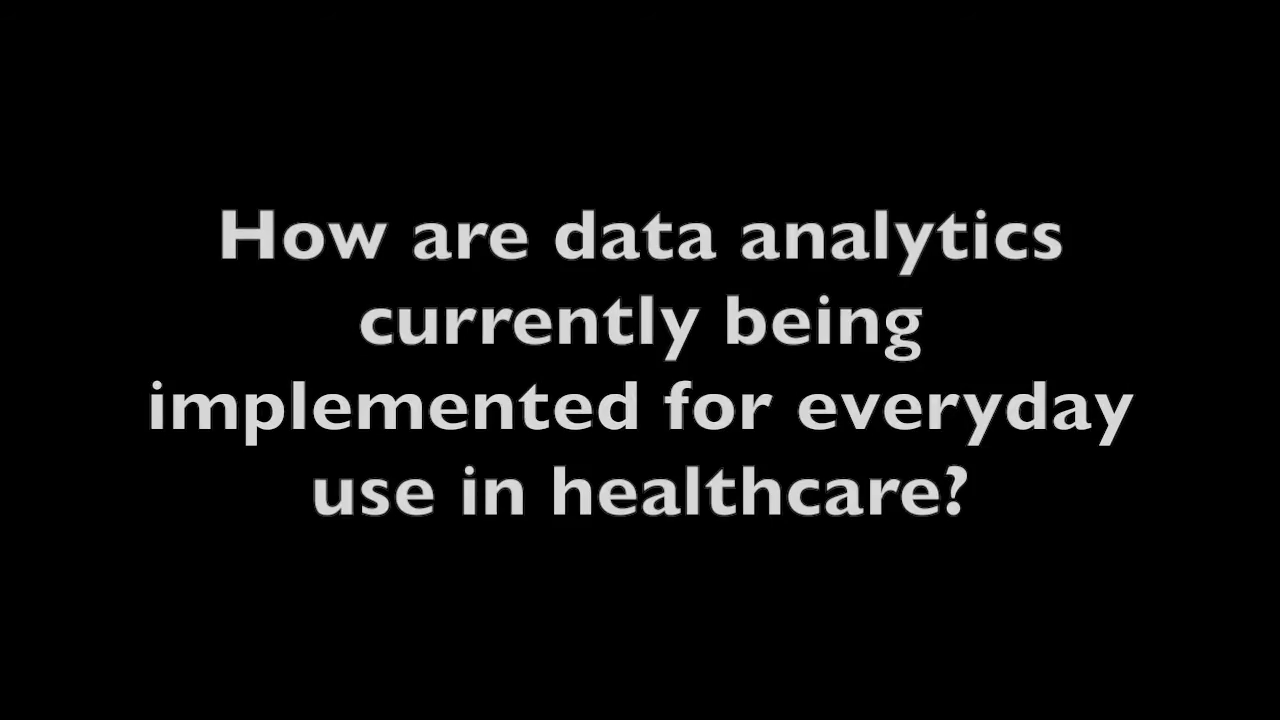 How are data analytics
currently being
implemented for everyday
use in healthcare?